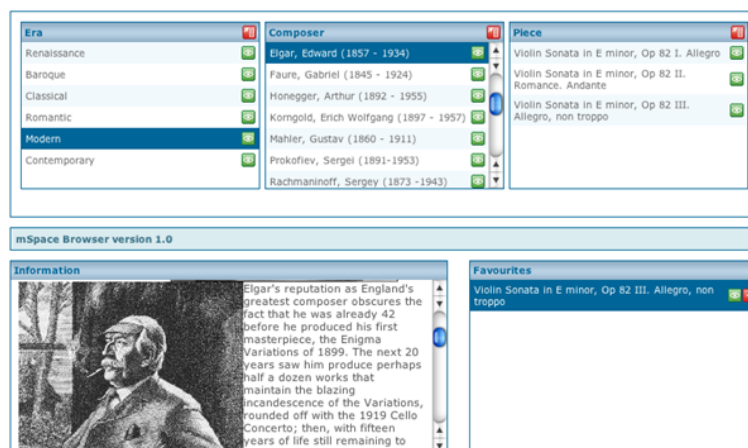 Era
Renaissance
Baroque
Classical
Romantic
Modern
Contemporary
Composer
Elgar, Edward (1857 - 1934)
Faure, Gabriel (1845 - 1924)
Honegger, Arthur (1892 - 1955)
Korngold, Erich Wolfgang (1897 - 1957)
Mahler, Gustav (1860 - 1911)
Prokofiev, Sergei (1891-1953)
Rachmaninoff, Sergey (1873 -1943)
Piece
Violin Sonata in E minor, Op 82 I. Allegro
Violin Sonata in E minor, Op 82 II.
Romance. Andante
Violin Sonata in E minor, Op 82 III.
Allegro, non troppo
mSpace Browser version 1.0
Information
Elgar's reputation as England's
greatest composer obscures the
fact that he was already 42
before he produced his first
masterpiece, the Enigma
Variations of 1899. The next 20
years saw him produce perhaps
half a dozen works that
maintain the blazing
incandescence of the Variations,
rounded off with the 1919 Cello
Concerto; then, with fifteen
years of life still remaining to
Favourites
Violin Sonata in E minor, Op 82 III. Allegro, non
troppo